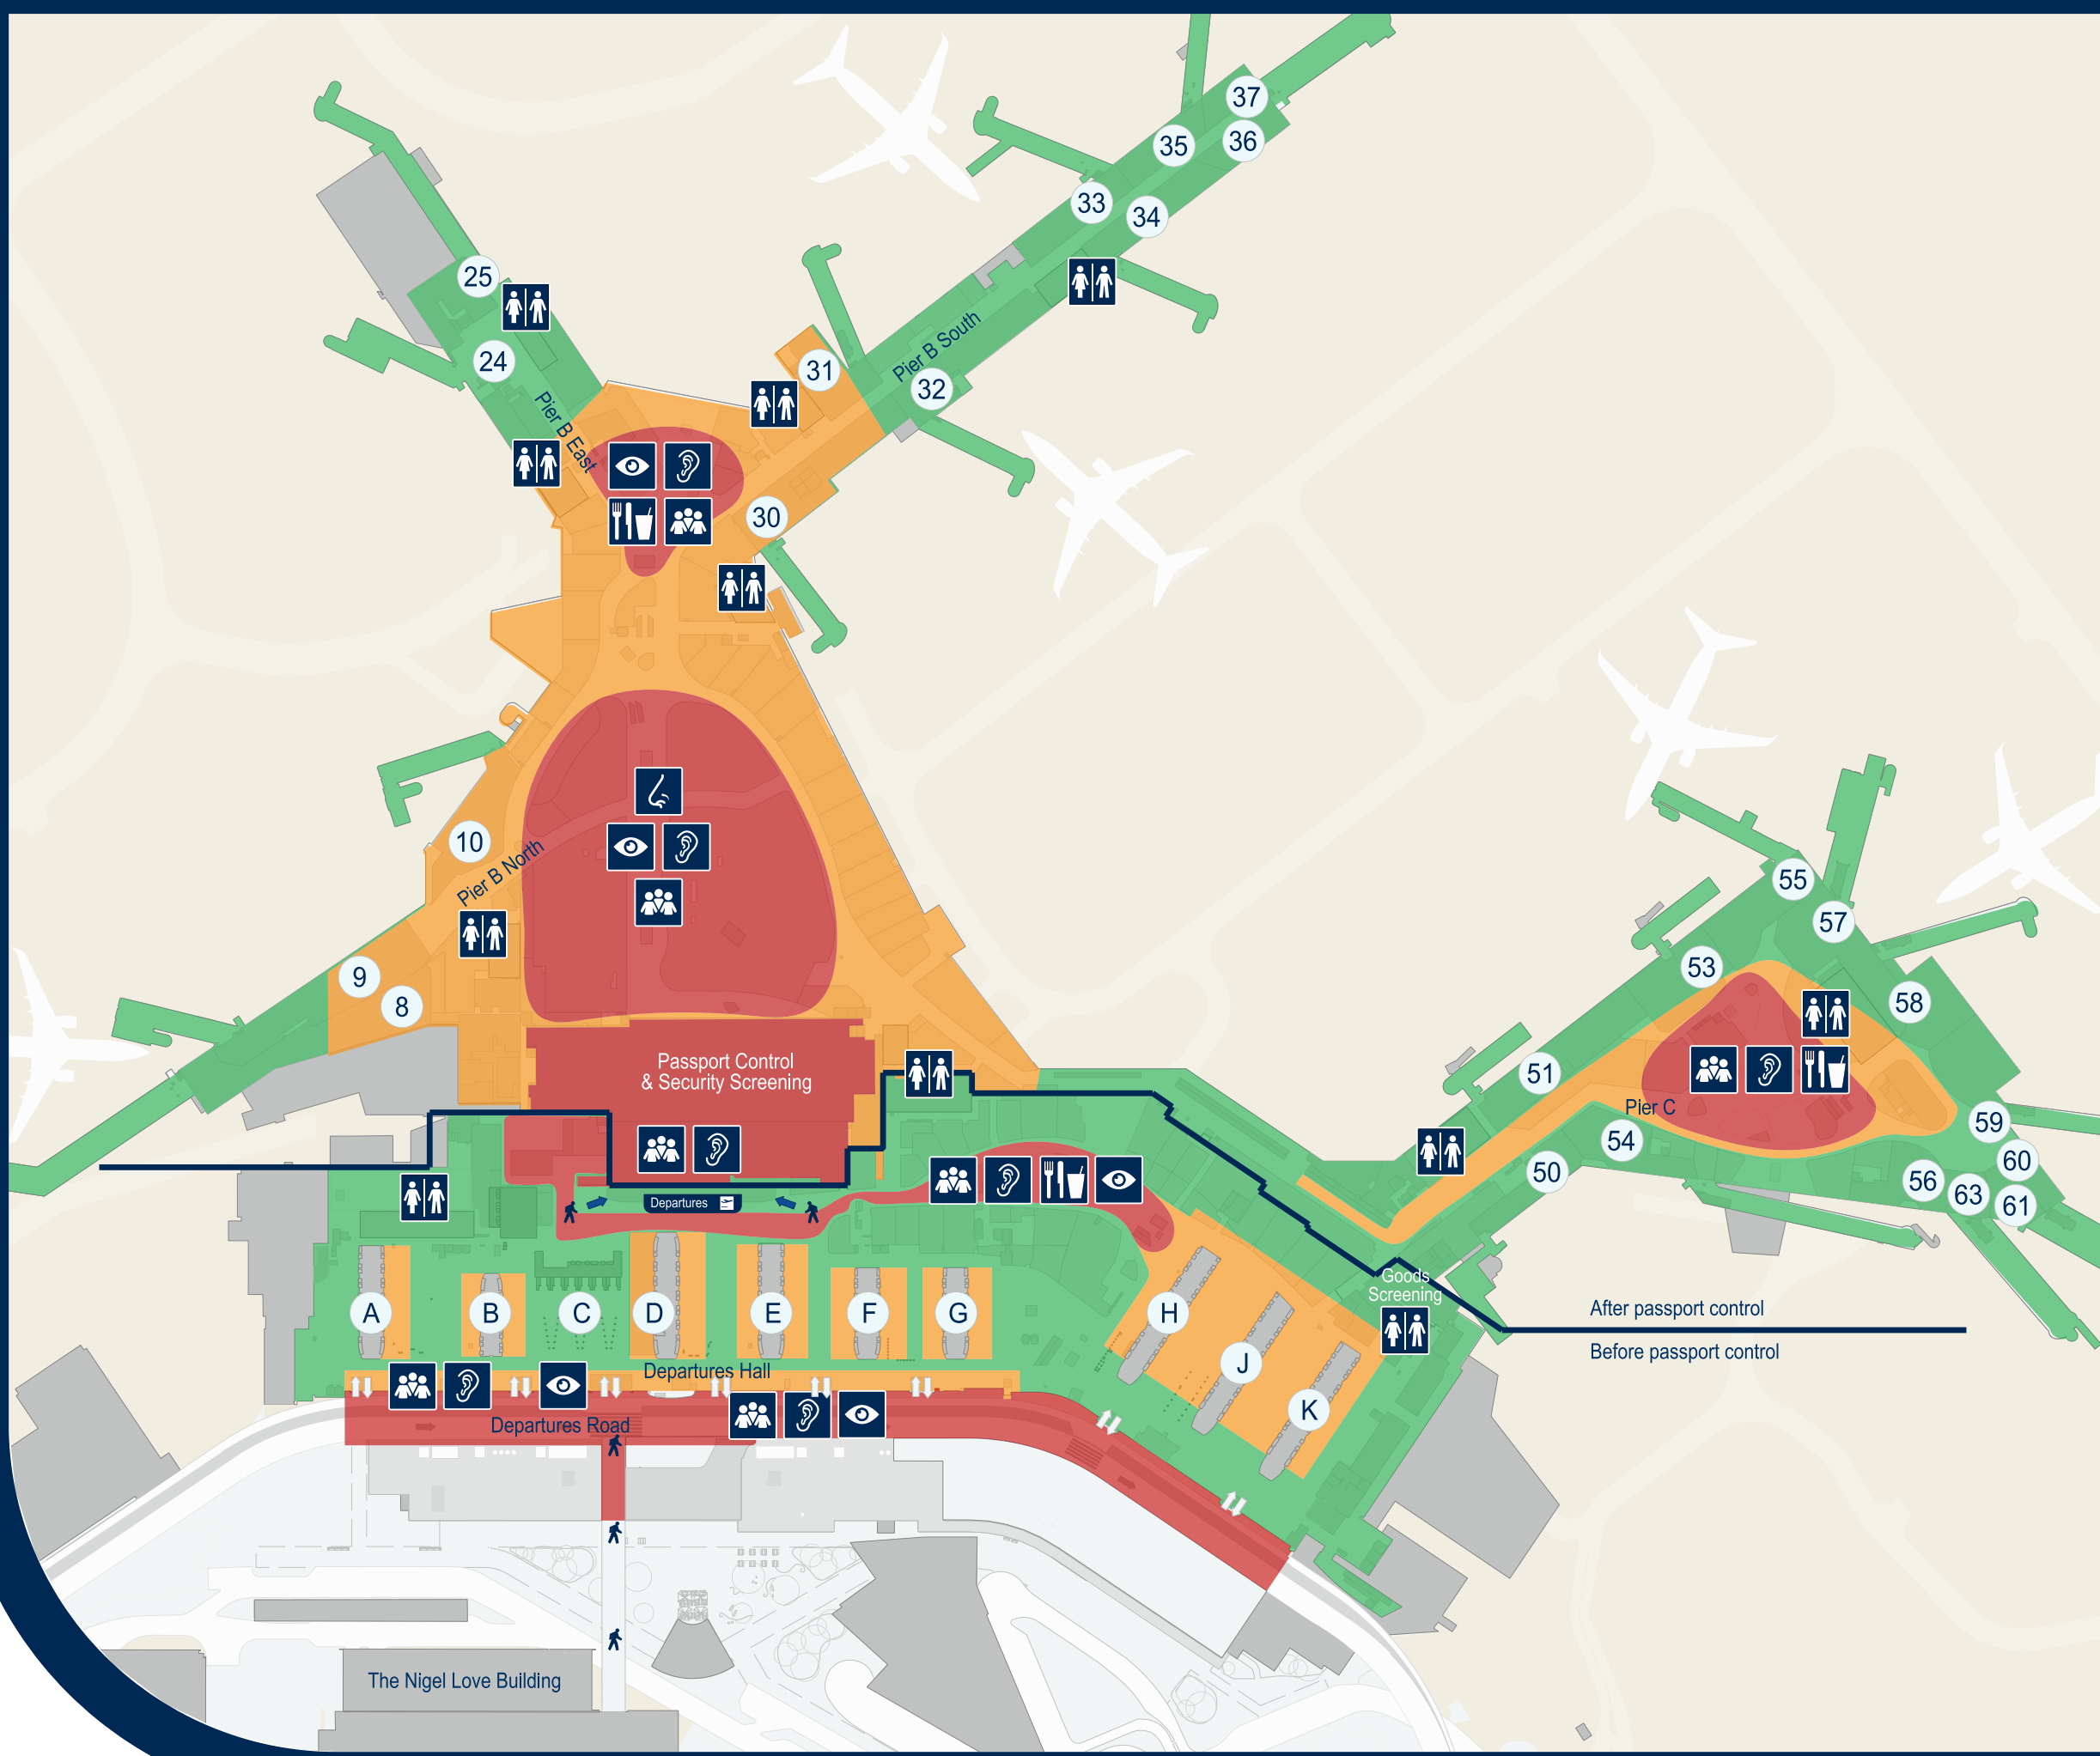 37
35
36
33
34
25
24
Pier B South
31
32
Pier B East
30
10
Pier B North
9
8
55
57
53
58
51
Pier C
59
54
60
50
56
63
61
Passport Control
& Security Screening
Departures
Goods
Screening
A
B
C
D
E
F
G
H
J
K
After passport control
Before passport control
Departures Hall
Departures Road
The Nigel Love Building